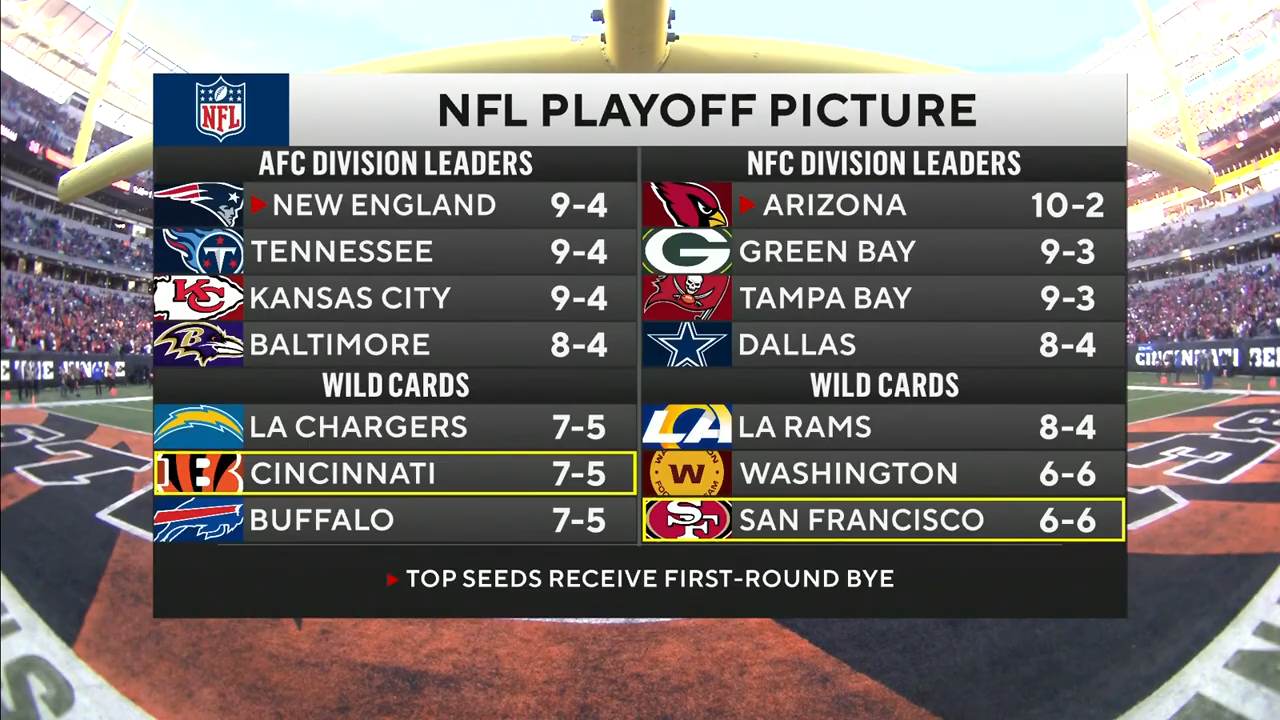 NFL
NFL PLAYOFF PICTURE
AFC DIVISION LEADERS
NEW ENGLAND 9-4
TENNESSEE 9-4
KANSAS CITY 9-4
BALTIMORE 8-4
WILD CARDS
LA CHARGERS 7-5
CINCINNATI 7-5
BUFFALO 7-5
NFC DIVISION LEADERS
ARIZONA 10-2
GREEN BAY 9-3
TAMPA BAY 9-3
DALLAS 8-4
WILD CARDS
LA RAMS 8-4
WASHINGTON 6-6
SAN FRANCISCO 6-6
TOP SEEDS RECEIVE FIRST-ROUND BYE